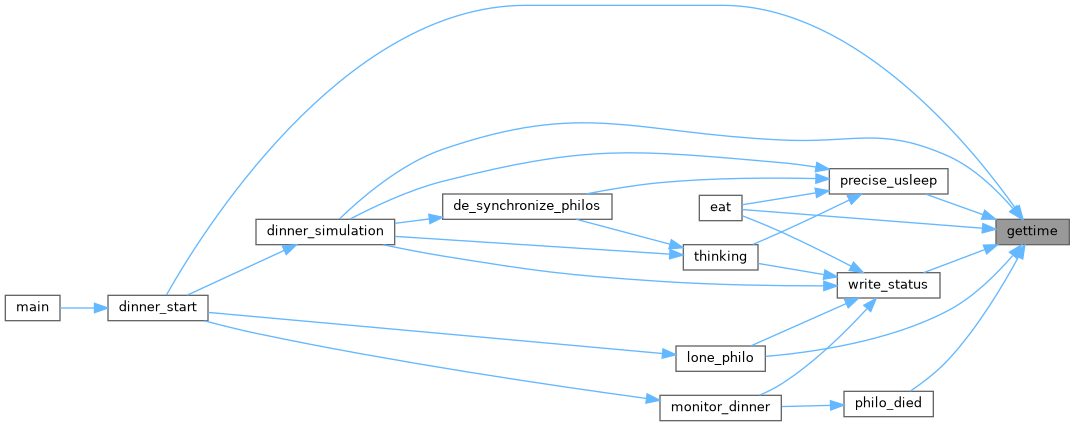 precise_usleep
eat
de_synchronize_philos
dinner_simulation
gettime
thinking
write_status
main
dinner_start
lone_philo
monitor_dinner
philo_died